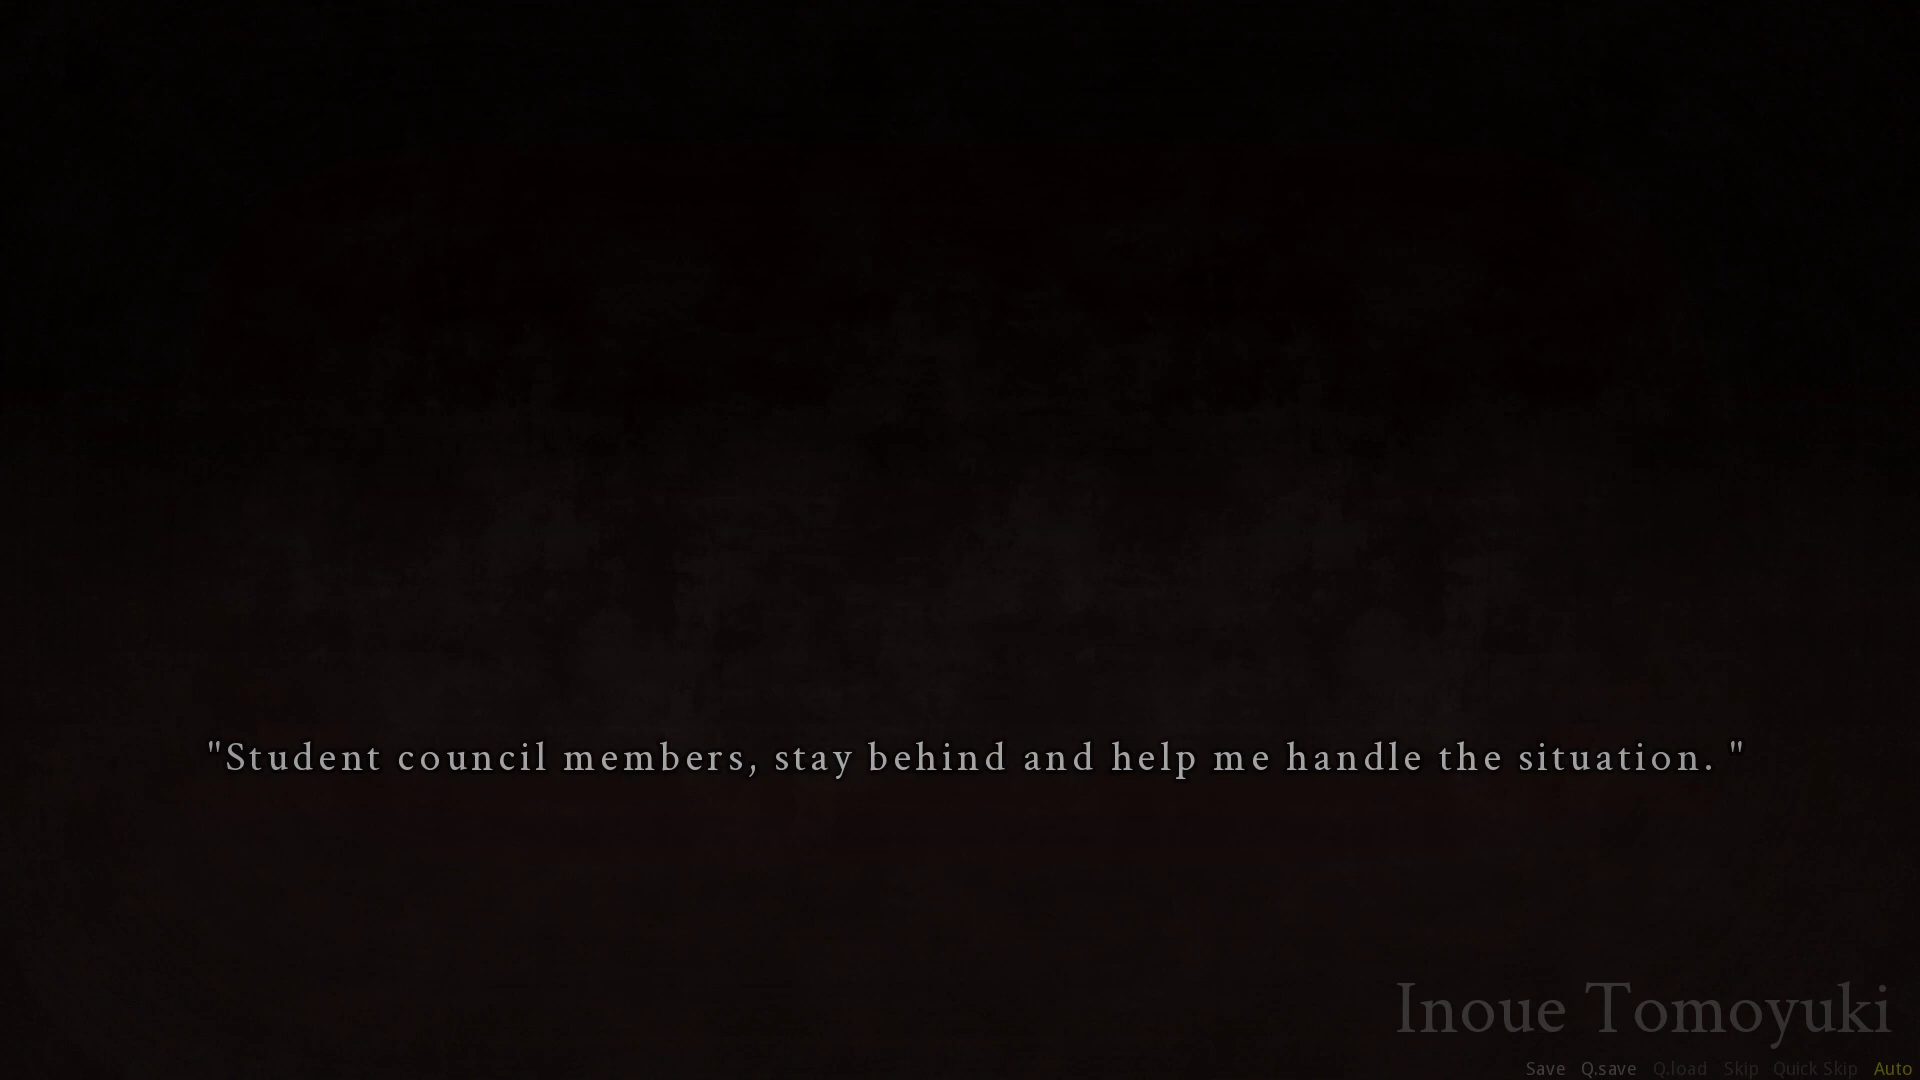 "Student council members, stay behind and help me handle the situation. "
Inoue Tomoyuki
Save Q.save Q.load Skip Quick Skip Auto